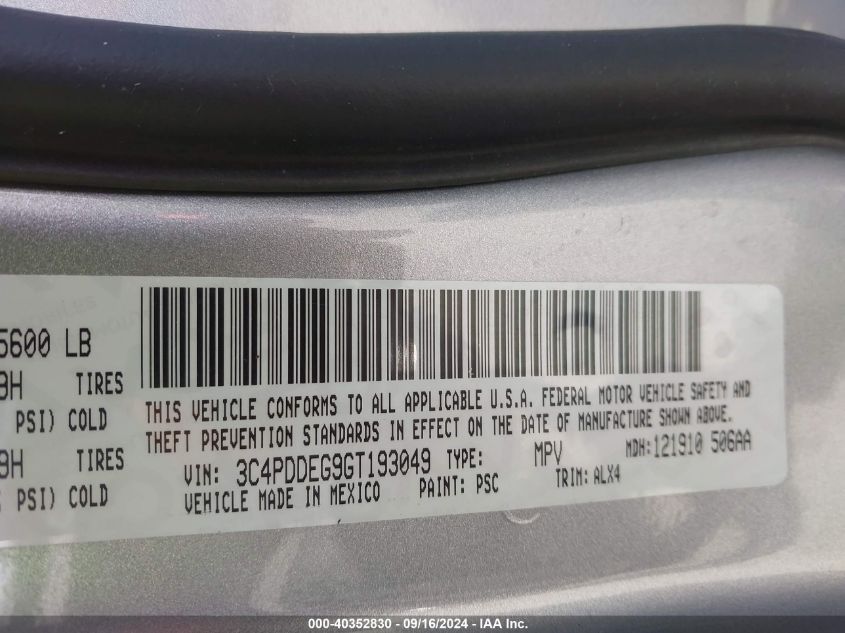 5600 LB
9H TIRES
PSI) COLD
9H TIRES
PSI) COLD
THIS VEHICLE CONFORMS TO ALL APPLICABLE U.S.A. FEDERAL MOTOR VEHICLE SAFETY AND
THEFT PREVENTION STANDARDS IN EFFECT ON THE DATE OF MANUFACTURE SHOWN ABOVE.
VIN: 3C4PDDEG9GT193049 TYPE: MPV MDH: 121910 506AA
VEHICLE MADE IN MEXICO PAINT: PSC TRIM: ALX4
000-40352830 - 09/16/2024 - IAA Inc.